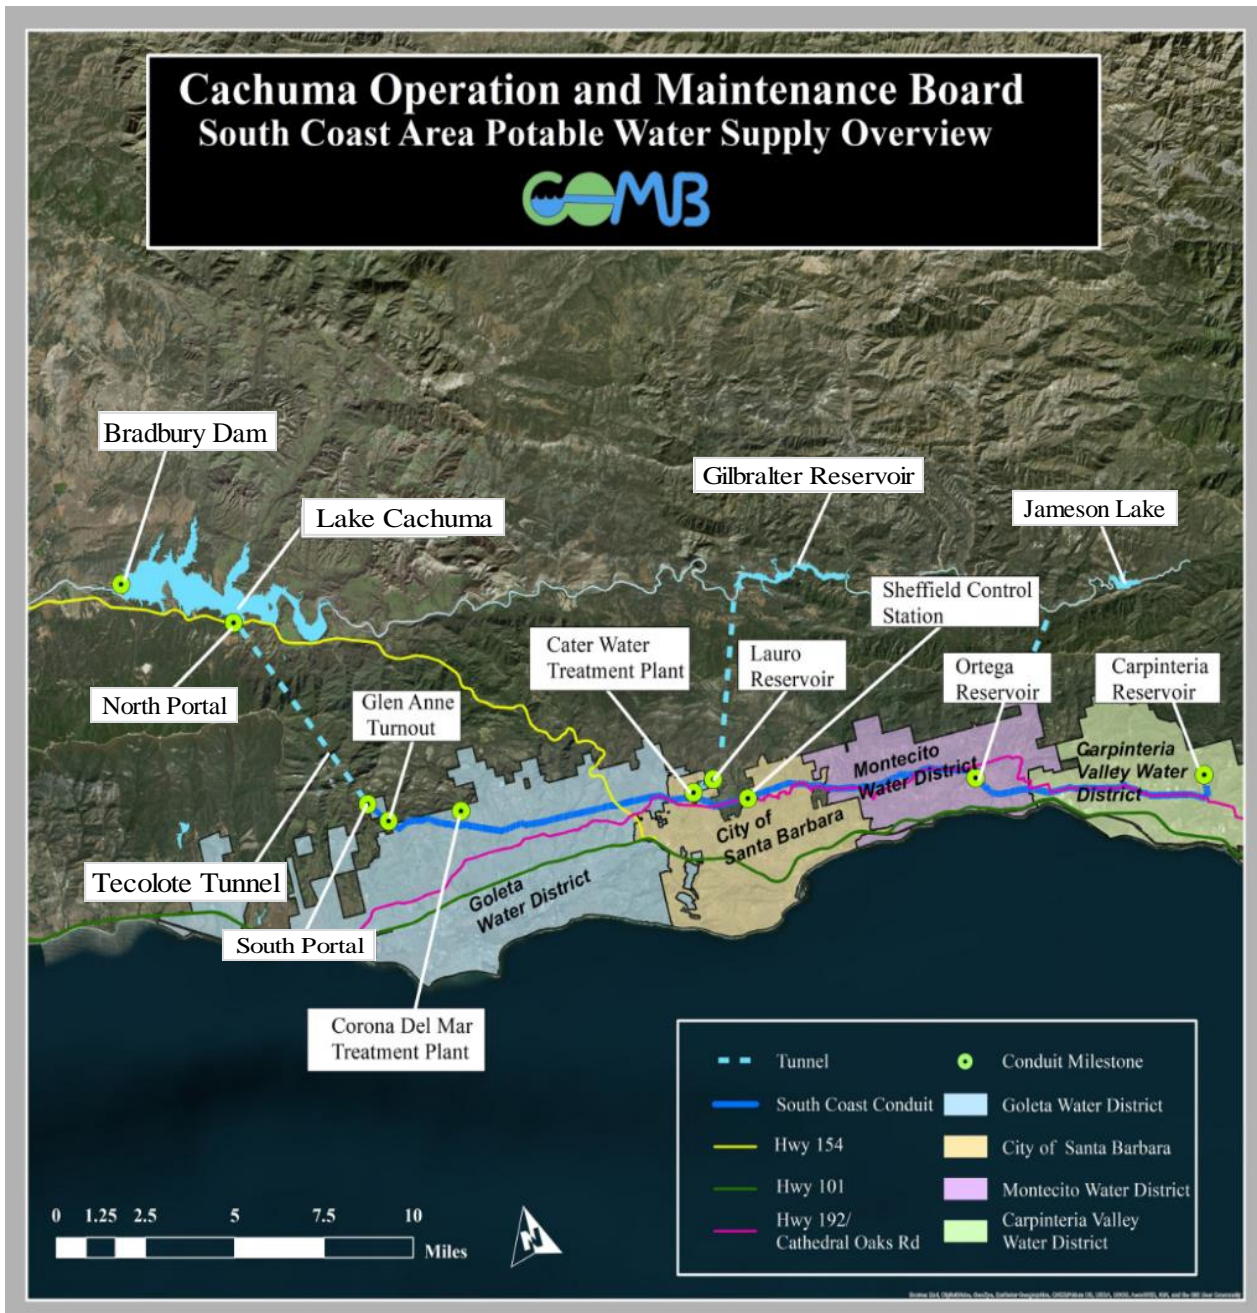 Cachuma Operation and Maintenance Board
South Coast Area Potable Water Supply Overview
COMB
Bradbury Dam
Gilbralter Reservoir
Lake Cachuma
Jameson Lake
Sheffield Control
Station
Cater Water
Treatment Plant
Lauro
Reservoir
Ortega
Reservoir
Carpinteria
Reservoir
North Portal
Glen Anne
Turnout
Montecito
Water District
Carpinteria
Valley Water
District
City of
Santa Barbara
Tecolote Tunnel
Goleta
Water District
South Portal
Corona Del Mar
Treatment Plant
Tunnel
South Coast Conduit
Hwy 154
Hwy 101
Hwy 192/
Cathedral Oaks Rd
Conduit Milestone
Goleta Water District
City of Santa Barbara
Montecito Water District
Carpinteria Valley
Water District
0 1.25 2.5 5 7.5 10
Miles
N